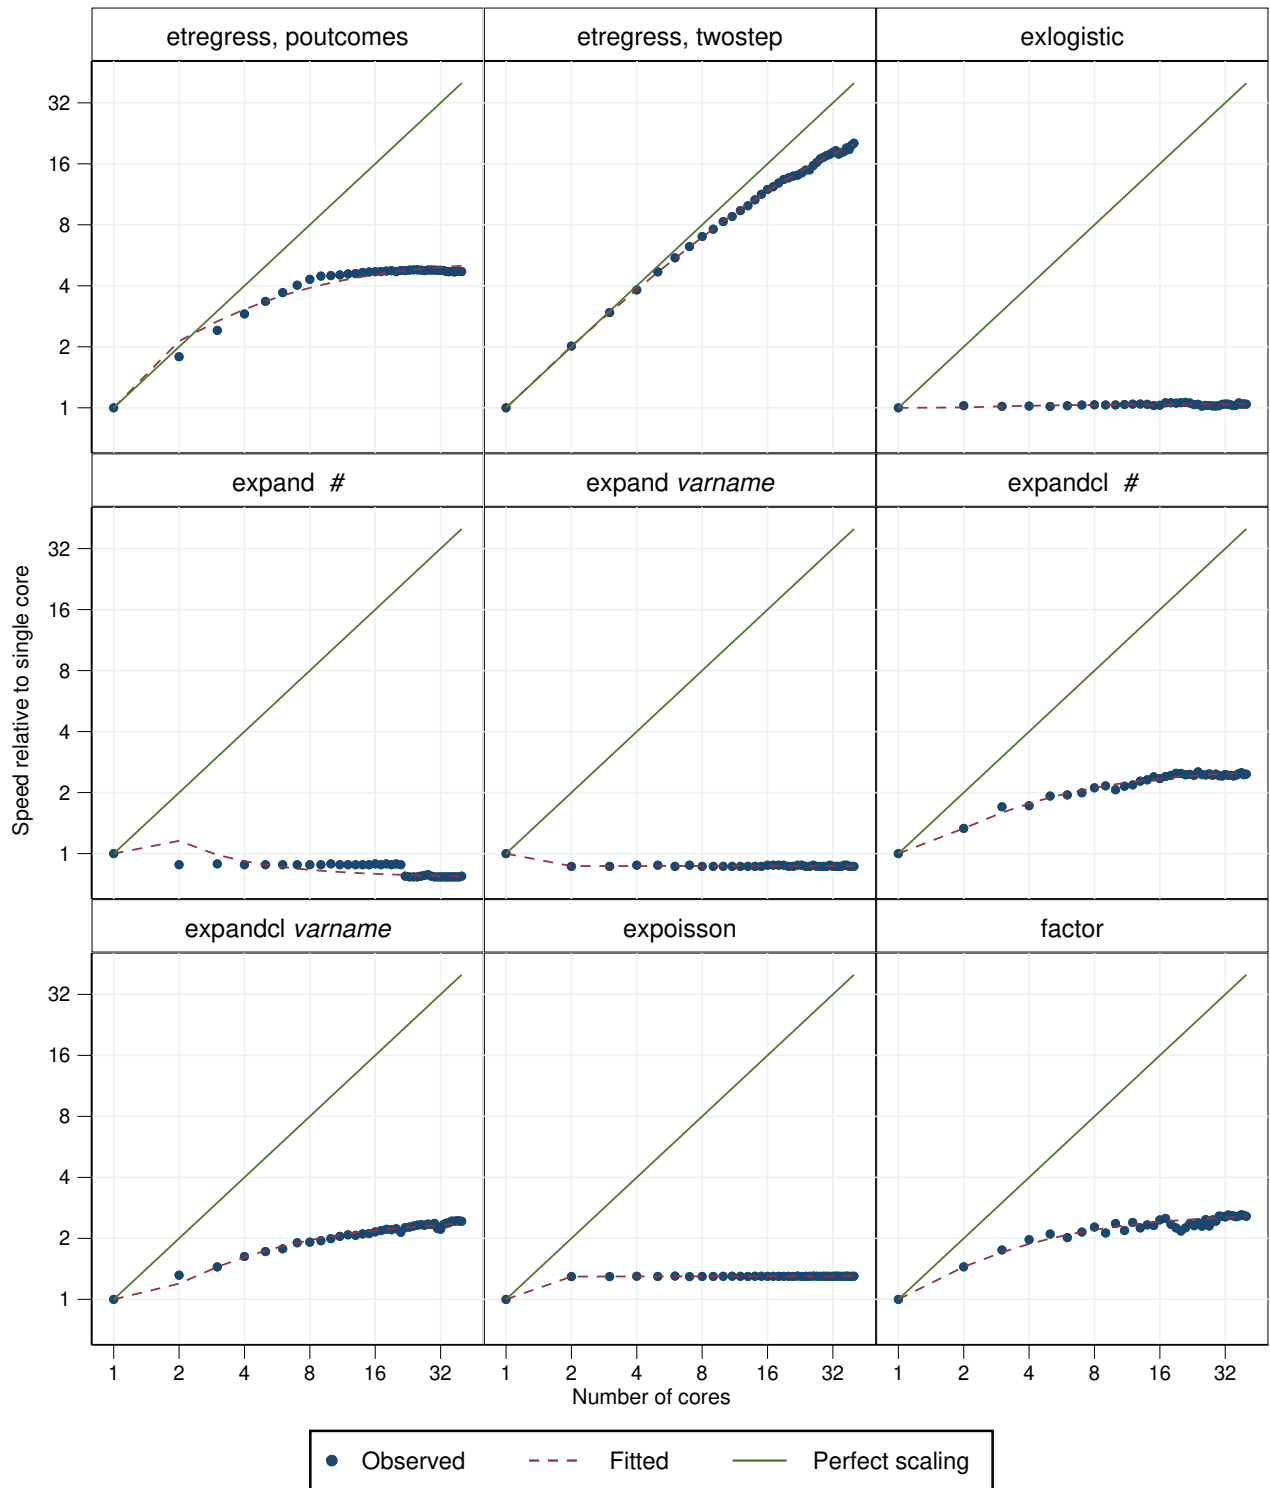 etregress, poutcomes
etregress, twostep
exlogistic
32
16
8
4
2
1
expand #
expand varname
expandcl #
Speed relative to single core
32
16
8
4
2
1
expandcl varname
expoisson
factor
32
16
8
4
2
1
1 2 4 8 16 32
1 2 4 8 16 32
1 2 4 8 16 32
Number of cores
Observed Fitted Perfect scaling